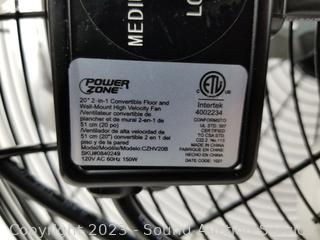 MEDI
LO
POWER
ZONE
20" 2-in-1 Convertible Floor and
Wall-Mount High Velocity Fan
/Ventilateur convertible de
plancher et de mural 2-en-1 de
51 cm (20 po)
/Ventilador de alta velocidad de
51 cm (20") convertible 2 en 1 del
piso y de la pared
Model/Modèle/Modelo:CZHV20B
SKU#0840249
120V AC 60Hz 150W
ETL
Intertek
4002234
CONFORMS TO
UL STD. 507
CERTIFIED
TO CSA STD.
C22.2 No.113
MADE IN CHINA
FABRIQUÉ EN CHINE
HECHO EN CHINA
DATE CODE: 1021
Copyright 2023 - Sound Auction Service